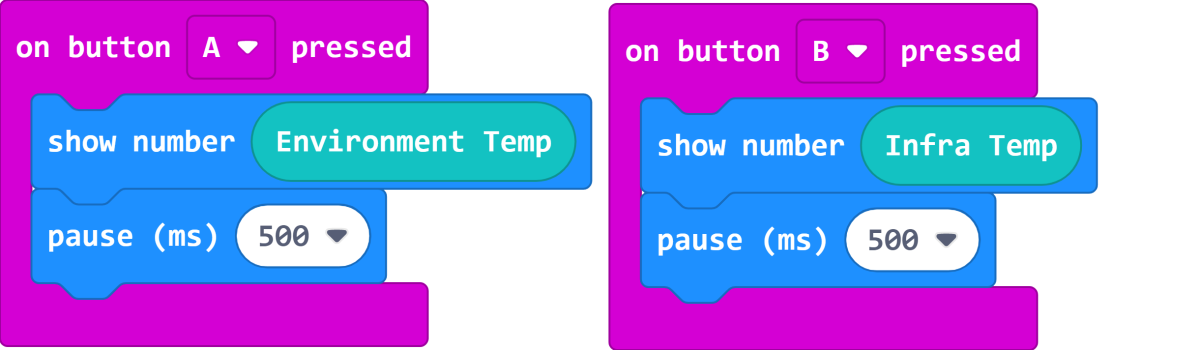 on button A pressed
show number Environment Temp
pause (ms) 500
on button B pressed
show number Infra Temp
pause (ms) 500